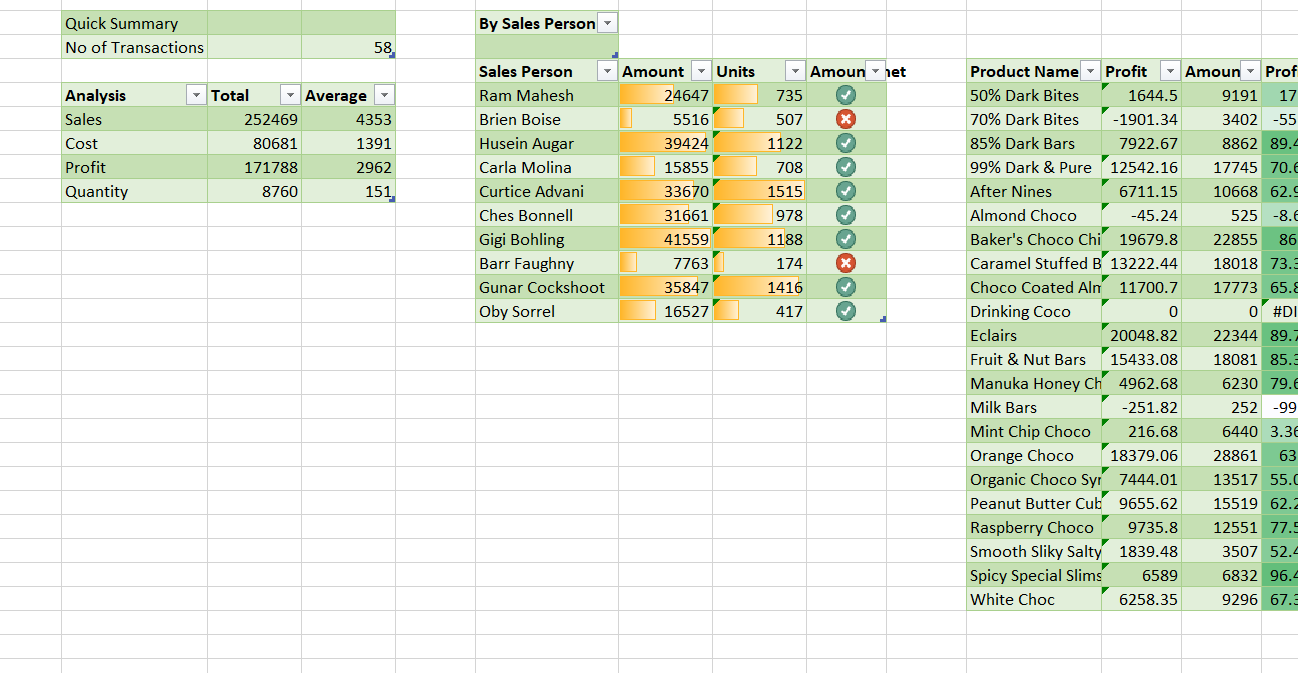 Quick Summary
No of Transactions 58
Analysis Total Average
Sales 252469 4353
Cost 80681 1391
Profit 171788 2962
Quantity 8760 151
By Sales Person
Sales Person Amount Units Amoun et
Ram Mahesh 24647 735
Brien Boise 5516 507
Husein Augar 39424 1122
Carla Molina 15855 708
Curtice Advani 33670 1515
Ches Bonnell 31661 978
Gigi Bohling 41559 1188
Barr Faughny 7763 174
Gunar Cockshoot 35847 1416
Oby Sorrel 16527 417
Product Name Profit Amoun Prof
50% Dark Bites 1644.5 9191 17
70% Dark Bites -1901.34 3402 -55
85% Dark Bars 7922.67 8862 89.4
99% Dark & Pure 12542.16 17745 70.6
After Nines 6711.15 10668 62.9
Almond Choco -45.24 525 -8.6
Baker's Choco Chi 19679.8 22855 86
Caramel Stuffed B 13222.44 18018 73.3
Choco Coated Alm 11700.7 17773 65.8
Drinking Coco 0 0 #DI
Eclairs 20048.82 22344 89.7
Fruit & Nut Bars 15433.08 18081 85.3
Manuka Honey Ch 4962.68 6230 79.6
Milk Bars -251.82 252 -99
Mint Chip Choco 216.68 6440 3.36
Orange Choco 18379.06 28861 63
Organic Choco Syr 7444.01 13517 55.0
Peanut Butter Cub 9655.62 15519 62.2
Raspberry Choco 9735.8 12551 77.5
Smooth Sliky Salty 1839.48 3507 52.4
Spicy Special Slims 6589 6832 96.4
White Choc 6258.35 9296 67.3